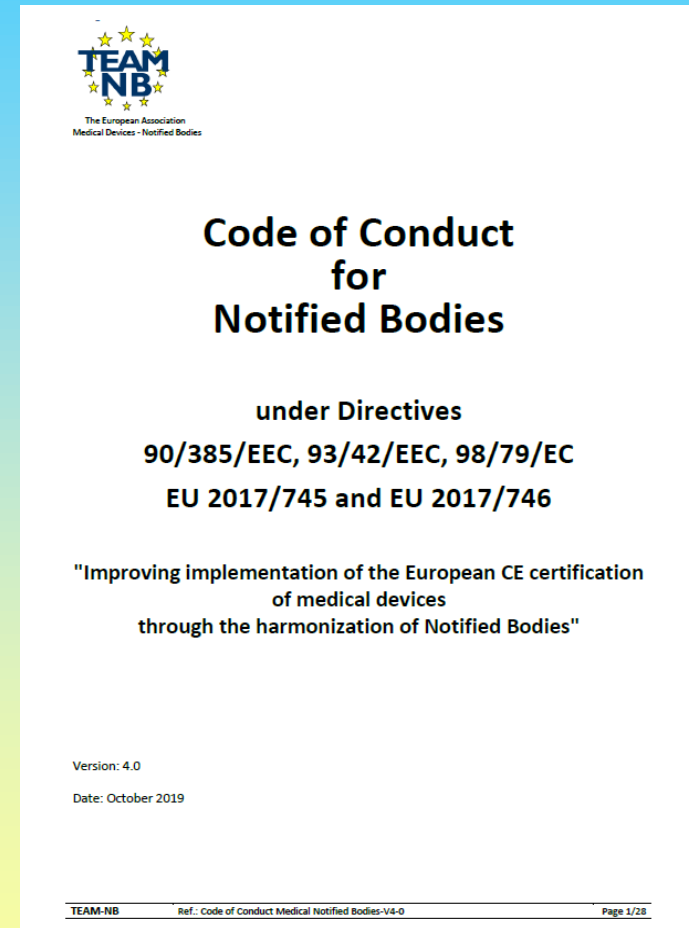 TEAM
NB
The European Association
Medical Devices - Notified Bodies
Code of Conduct
for
Notified Bodies
under Directives
90/385/EEC, 93/42/EEC, 98/79/EC
EU 2017/745 and EU 2017/746
"Improving implementation of the European CE certification
of medical devices
through the harmonization of Notified Bodies"
Version: 4.0
Date: October 2019
TEAM-NB Ref.: Code of Conduct Medical Notified Bodies-V4-0 Page 1/28